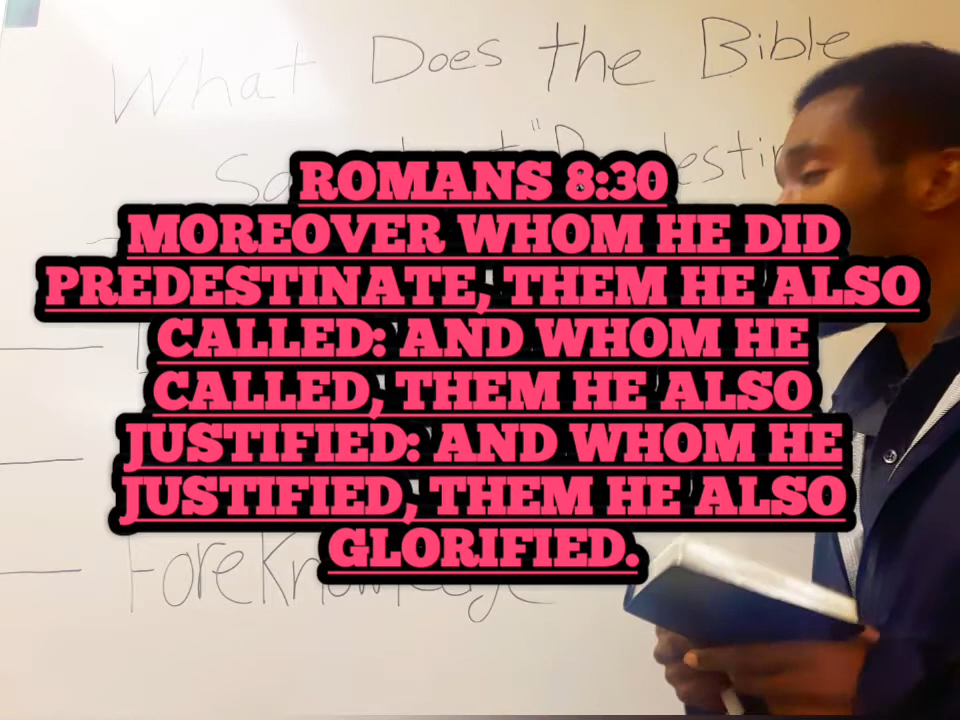 What Does the Bible
ROMANS 8:30
MOREOVER WHOM HE DID
PREDESTINATE, THEM HE ALSO
CALLED: AND WHOM HE
CALLED, THEM HE ALSO
JUSTIFIED: AND WHOM HE
JUSTIFIED, THEM HE ALSO
GLORIFIED.
ForeKnowledge